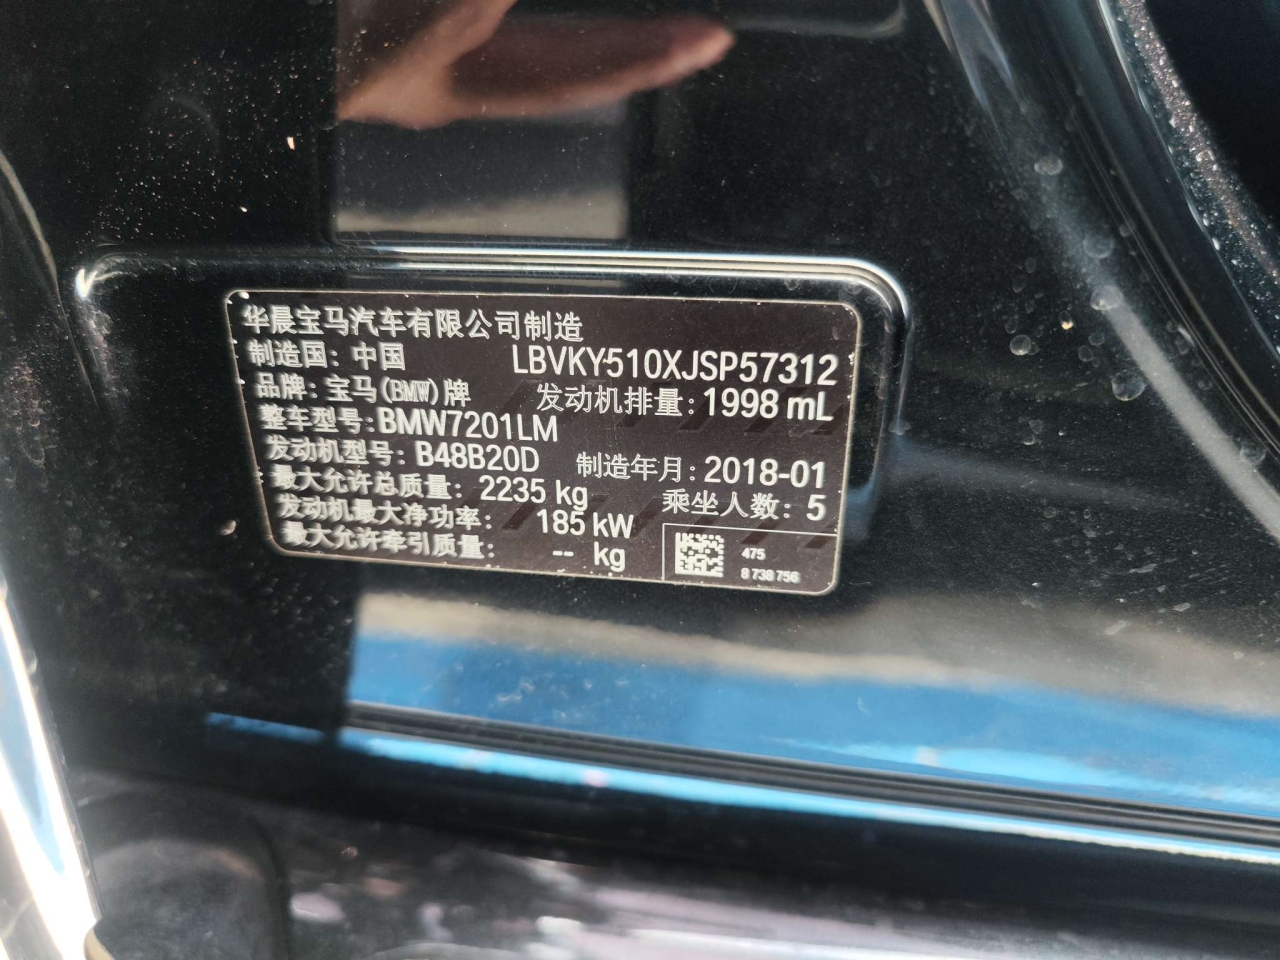 华晨宝马汽车有限公司制造
制造国：中国 LBVKY510XJSP57312
品牌：宝马(BMW)牌 发动机排量：1998 mL
整车型号：BMW7201LM
发动机型号：B48B20D 制造年月：2018-01
最大允许总质量：2235 kg 乘坐人数：5
发动机最大净功率：185 kW
最大允许牵引质量：-- kg
475
8 738 756